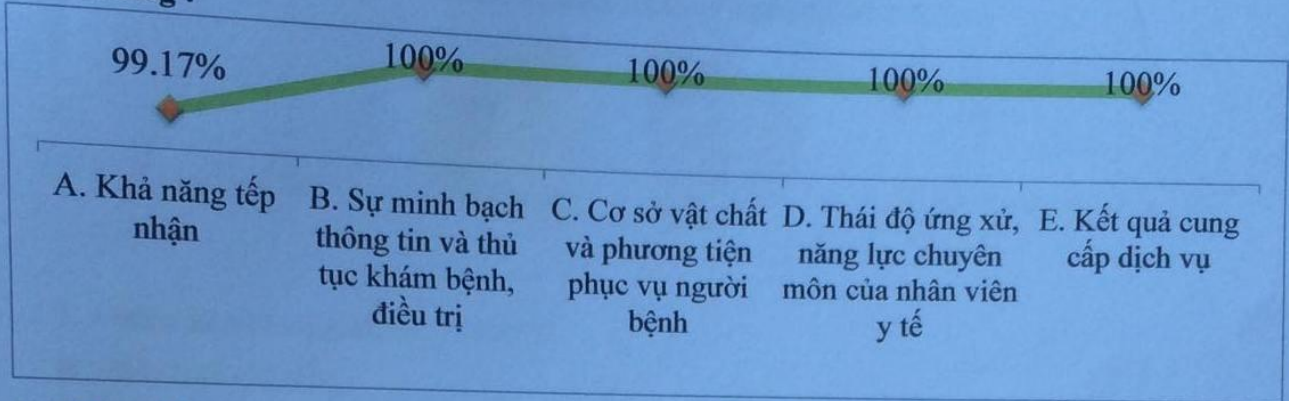 99.17%
100%
100%
100%
100%
A. Khả năng tếp
nhận
B. Sự minh bạch
thông tin và thủ
tục khám bệnh,
điều trị
C. Cơ sở vật chất
và phương tiện
phục vụ người
bệnh
D. Thái độ ứng xử,
năng lực chuyên
môn của nhân viên
y tế
E. Kết quả cung
cấp dịch vụ